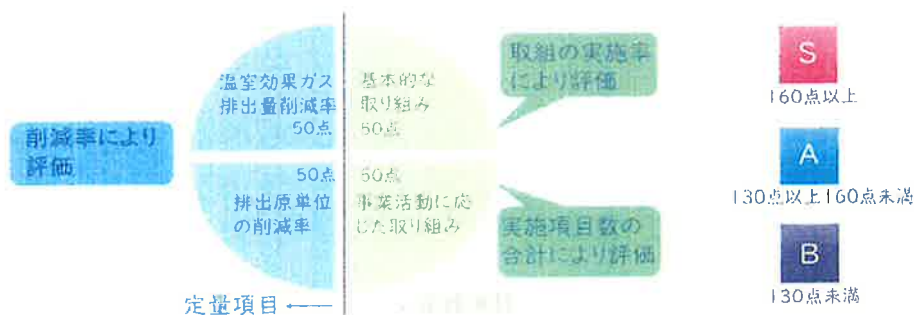 削減率により
評価
温室効果ガス
排出量削減率
50点
50点
排出原単位
の削減率
定量項目
基本的な
取り組み
50点
50点
事業活動に応
じた取り組み
取組の実施率
により評価
実施項目数の
合計により評価
S
160点以上
A
130点以上160点未満
B
130点未満